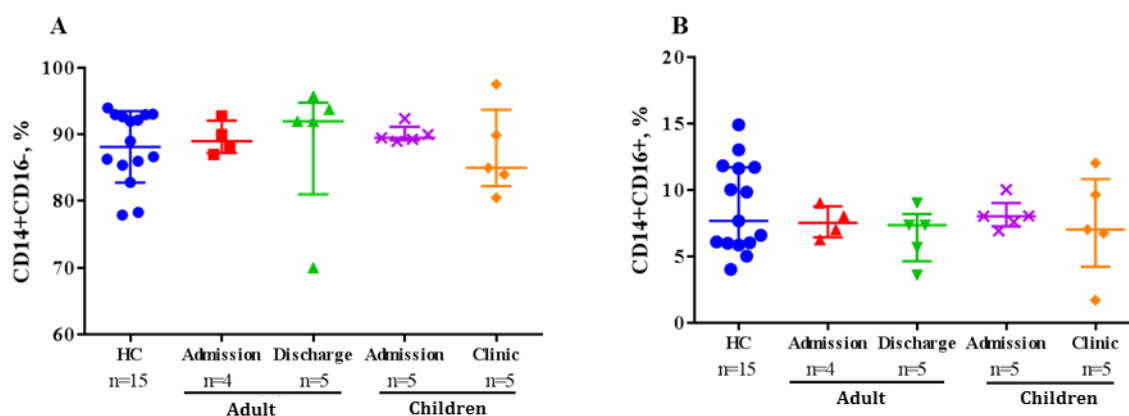 A
CD14+CD16-, %
100
90
80
70
60
HC Admission Discharge Admission Clinic
n=15 n=4 n=5 n=5 n=5
Adult Children
B
CD14+CD16+, %
20
15
10
5
0
HC Admission Discharge Admission Clinic
n=15 n=4 n=5 n=5 n=5
Adult Children